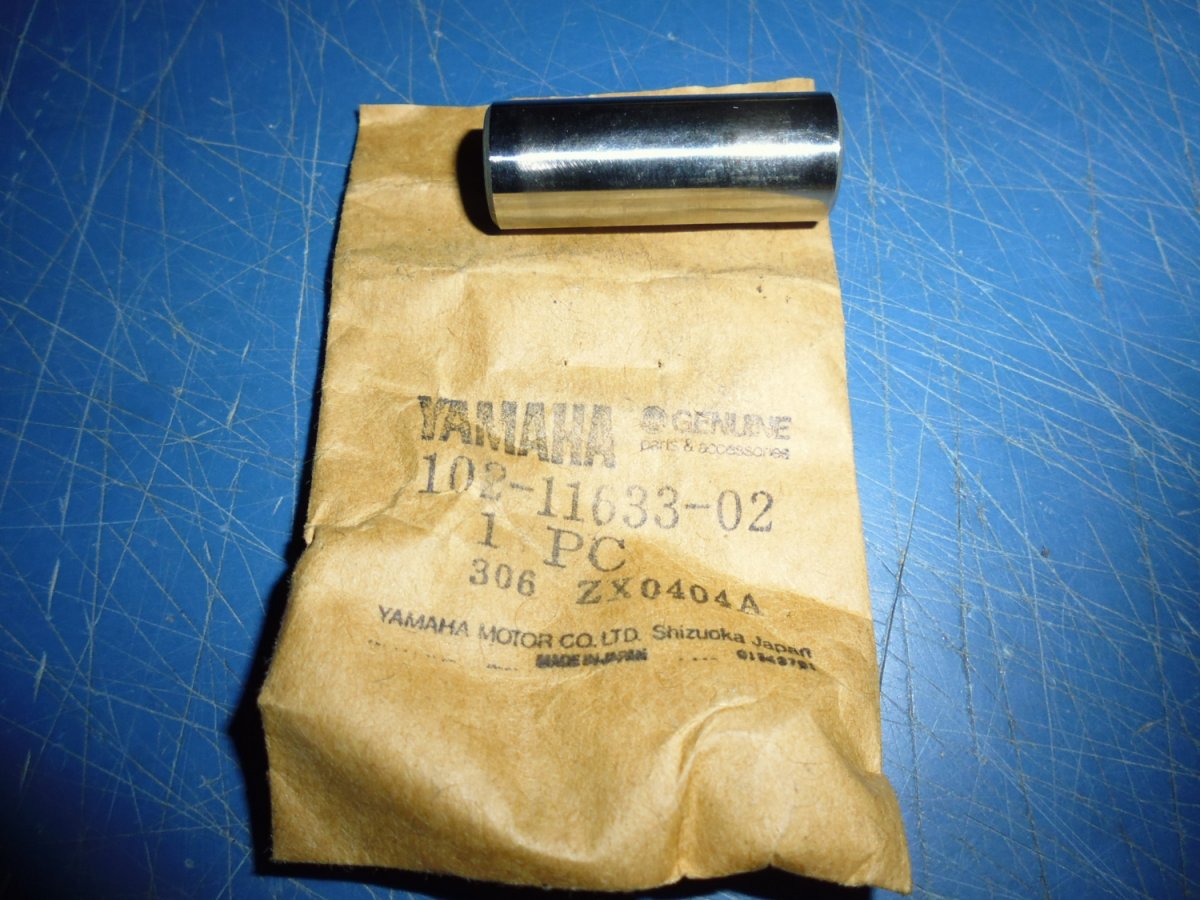 YAMAHA GENUINE
parts & accessories
102-11633-02
1 PC
306 ZX0404A
YAMAHA MOTOR CO., LTD. Shizuoka Japan
MADE IN JAPAN